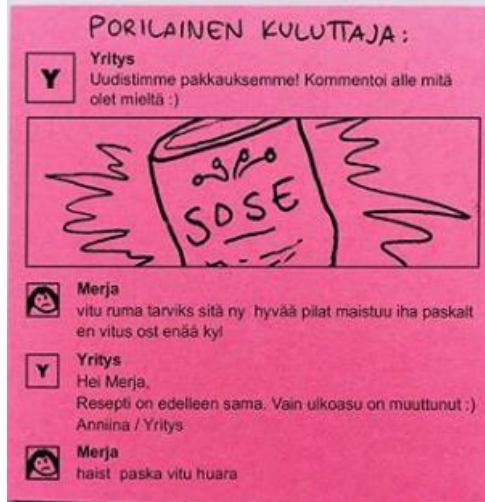 PORILAINEN KULUTTAJA:
Y
Yritys
Uudistimme pakkauksemme! Kommentoi alle mitä
olet mieltä :)
SOSE
Merja
vitu ruma tarviks sitä ny hyvää pilat maistuu iha paskalt
en vitus ost enää kyl
Y
Yritys
Hei Merja,
Resepti on edelleen sama. Vain ulkoasu on muuttunut :)
Anniina / Yritys
Merja
haist paska vitu huara